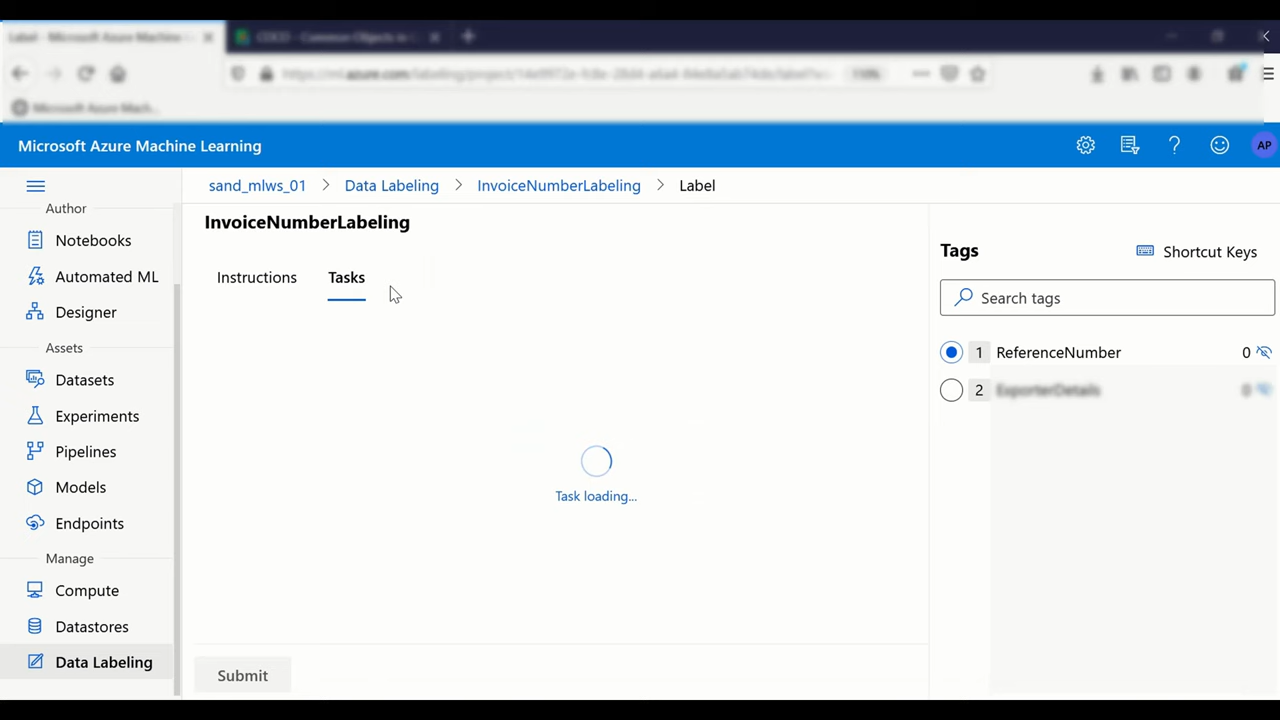 Microsoft Azure Machine Learning
AP
sand_mlws_01 > Data Labeling > InvoiceNumberLabeling > Label
Author
Notebooks
Automated ML
Designer
Assets
Datasets
Experiments
Pipelines
Models
Endpoints
Manage
Compute
Datastores
Data Labeling
InvoiceNumberLabeling
Instructions
Tasks
Task loading...
Submit
Tags
Shortcut Keys
Search tags
1 ReferenceNumber 0
2 ExporterDetails 0